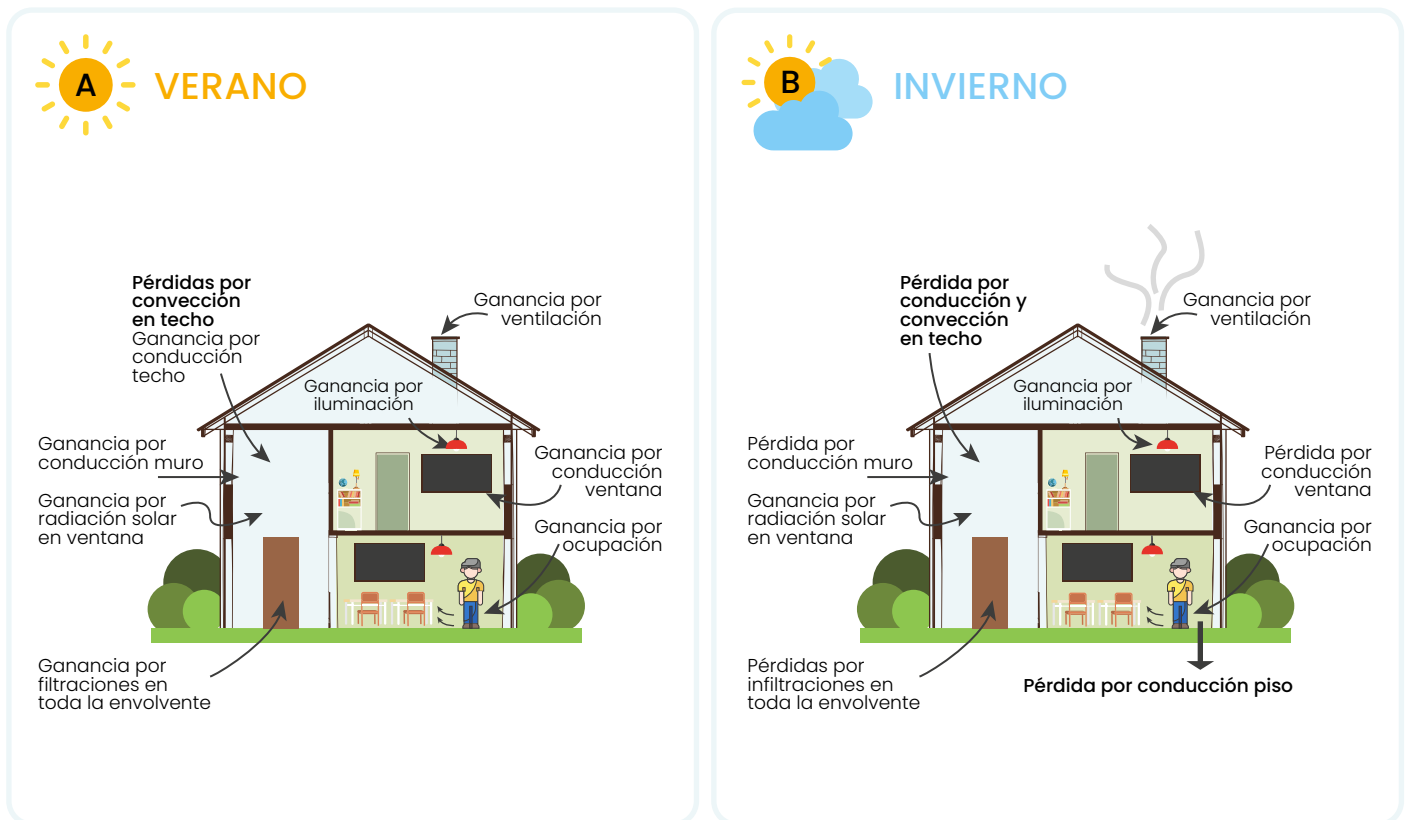 A
VERANO
Pérdidas por
convección
en techo
Ganancia por
conducción
techo
Ganancia por
ventilación
Ganancia por
iluminación
Ganancia por
conducción muro
Ganancia por
radiación solar
en ventana
Ganancia por
conducción
ventana
Ganancia por
ocupación
Ganancia por
filtraciones en
toda la envolvente
B
INVIERNO
Pérdida por
conducción y
convección
en techo
Ganancia por
ventilación
Ganancia por
iluminación
Pérdida por
conducción muro
Ganancia por
radiación solar
en ventana
Pérdida por
conducción
ventana
Ganancia por
ocupación
Pérdidas por
infiltraciones en
toda la envolvente
Pérdida por conducción piso